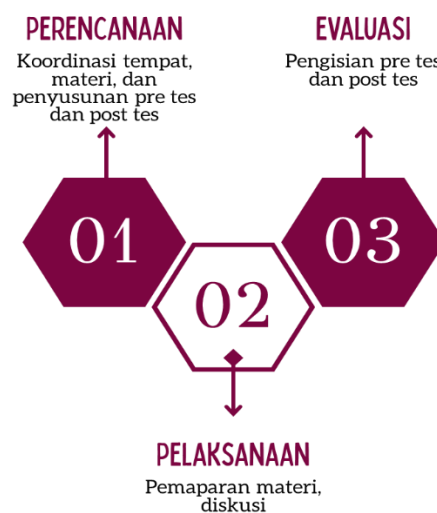 PERENCANAAN
Koordinasi tempat,
materi, dan
penyusunan pre tes
dan post tes
01
02
PELAKSANAAN
Pemaparan materi,
diskusi
EVALUASI
Pengisian pre tes
dan post tes
03